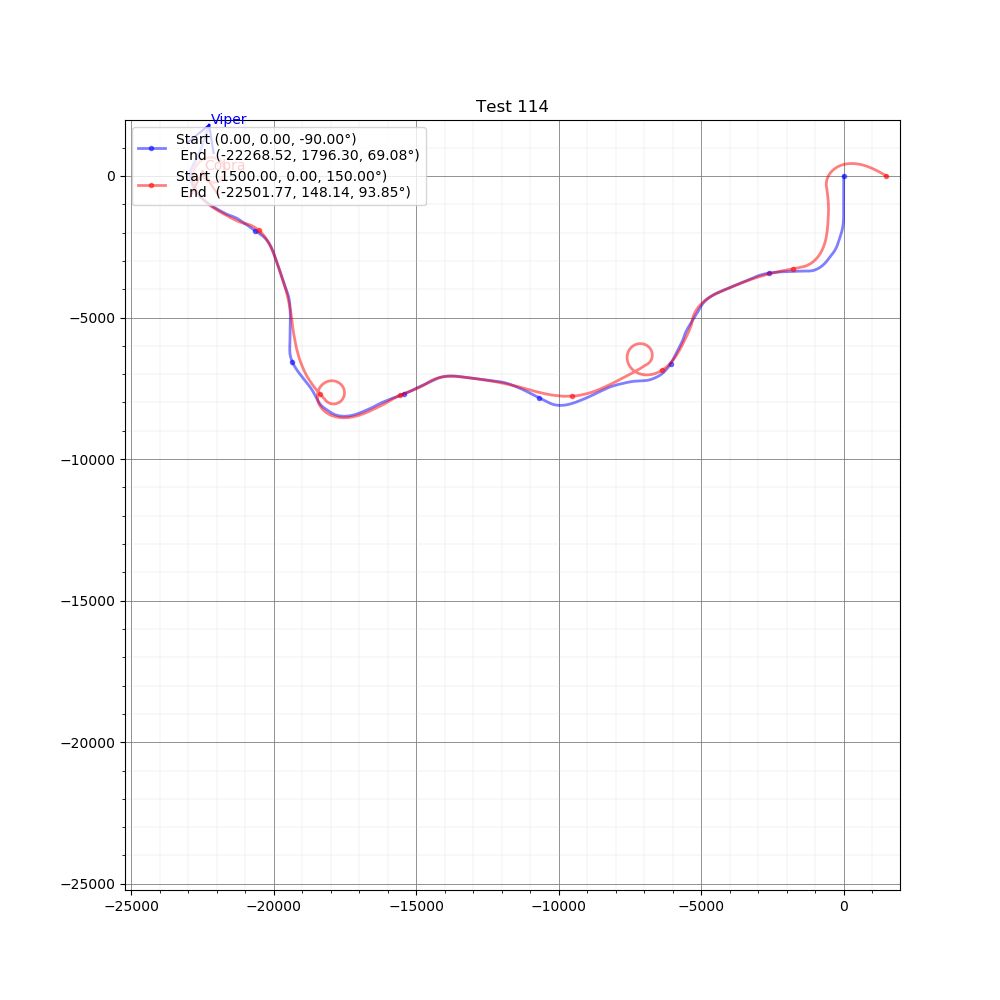 Test 114
Viper
Start (0.00, 0.00, -90.00°)
End (-22268.52, 1796.30, 69.08°)
Cobra
Start (1500.00, 0.00, 150.00°)
End (-22501.77, 148.14, 93.85°)
0
−5000
−10000
−15000
−20000
−25000
−25000 −20000 −15000 −10000 −5000 0